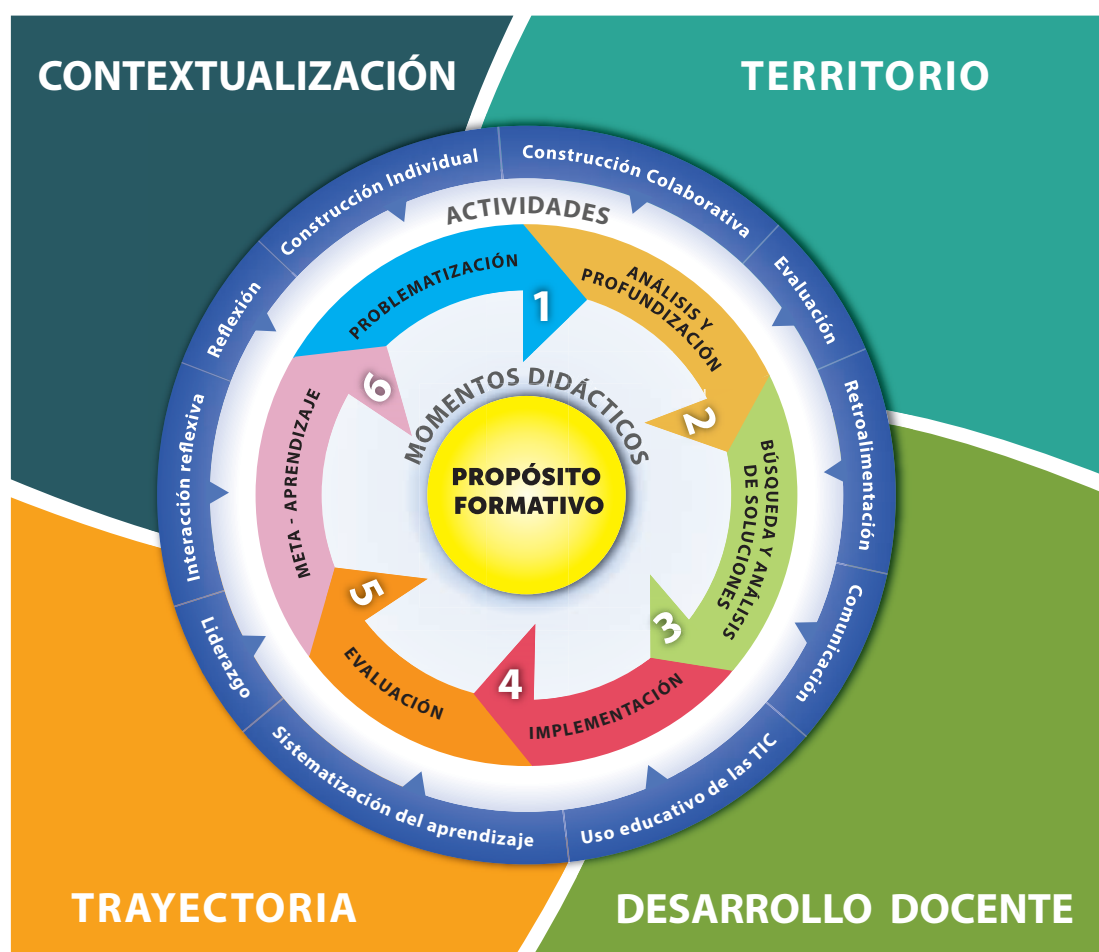 CONTEXTUALIZACIÓN
TERRITORIO
Construcción Individual
Construcción Colaborativa
Evaluación
Retroalimentación
Comunicación
Uso educativo de las TIC
Sistematización del aprendizaje
Liderazgo
Interacción reflexiva
Reflexión
ACTIVIDADES
PROBLEMATIZACIÓN
1
ANÁLISIS Y
PROFUNDIZACIÓN
2
BÚSQUEDA Y ANÁLISIS
DE SOLUCIONES
3
IMPLEMENTACIÓN
4
EVALUACIÓN
5
META - APRENDIZAJE
6
MOMENTOS DIDÁCTICOS
PROPÓSITO
FORMATIVO
TRAYECTORIA
DESARROLLO DOCENTE